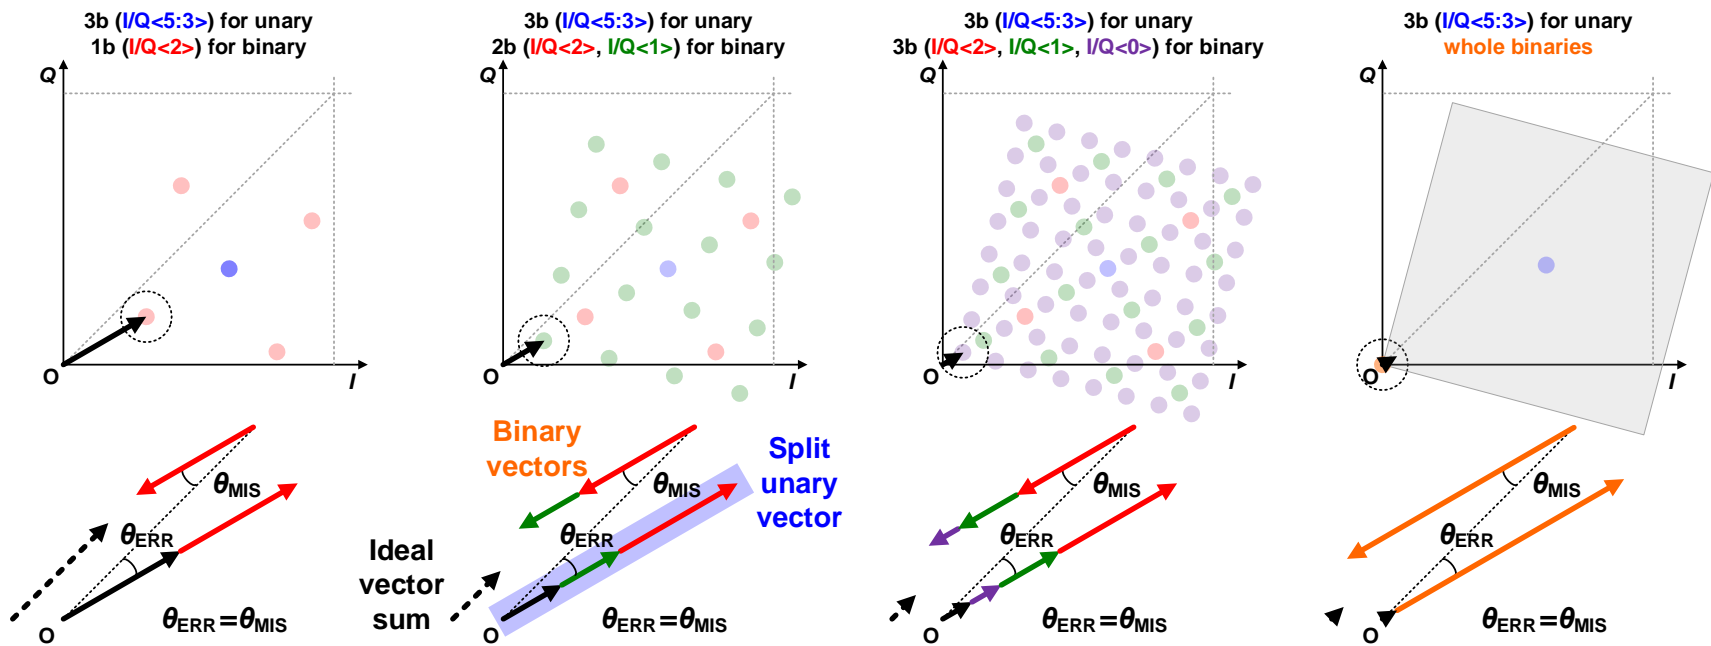 3b (I/Q<5:3>) for unary
1b (I/Q<2>) for binary
Q
O
I
3b (I/Q<5:3>) for unary
2b (I/Q<2>, I/Q<1>) for binary
Q
O
I
3b (I/Q<5:3>) for unary
3b (I/Q<2>, I/Q<1>, I/Q<0>) for binary
Q
O
I
3b (I/Q<5:3>) for unary
whole binaries
Q
O
I
θMIS
θERR
O
θERR=θMIS
Ideal
vector
sum
Binary
vectors
Split
unary
vector
θMIS
θERR
O
θERR=θMIS
θMIS
θERR
O
θERR=θMIS
θMIS
θERR
O
θERR=θMIS